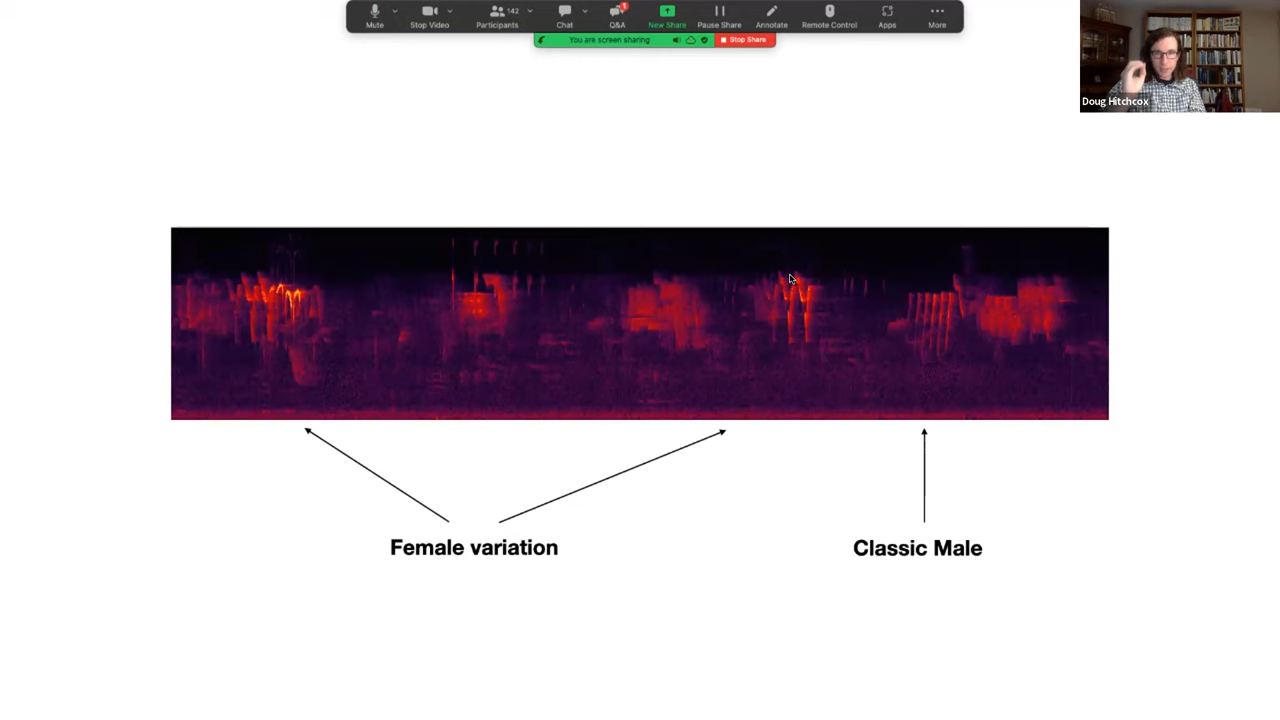 Mute
Stop Video
Participants
142
Chat
Q&A
1
New Share
Pause Share
Annotate
Remote Control
Apps
More
You are screen sharing
Stop Share
Doug Hitchcox
Female variation
Classic Male